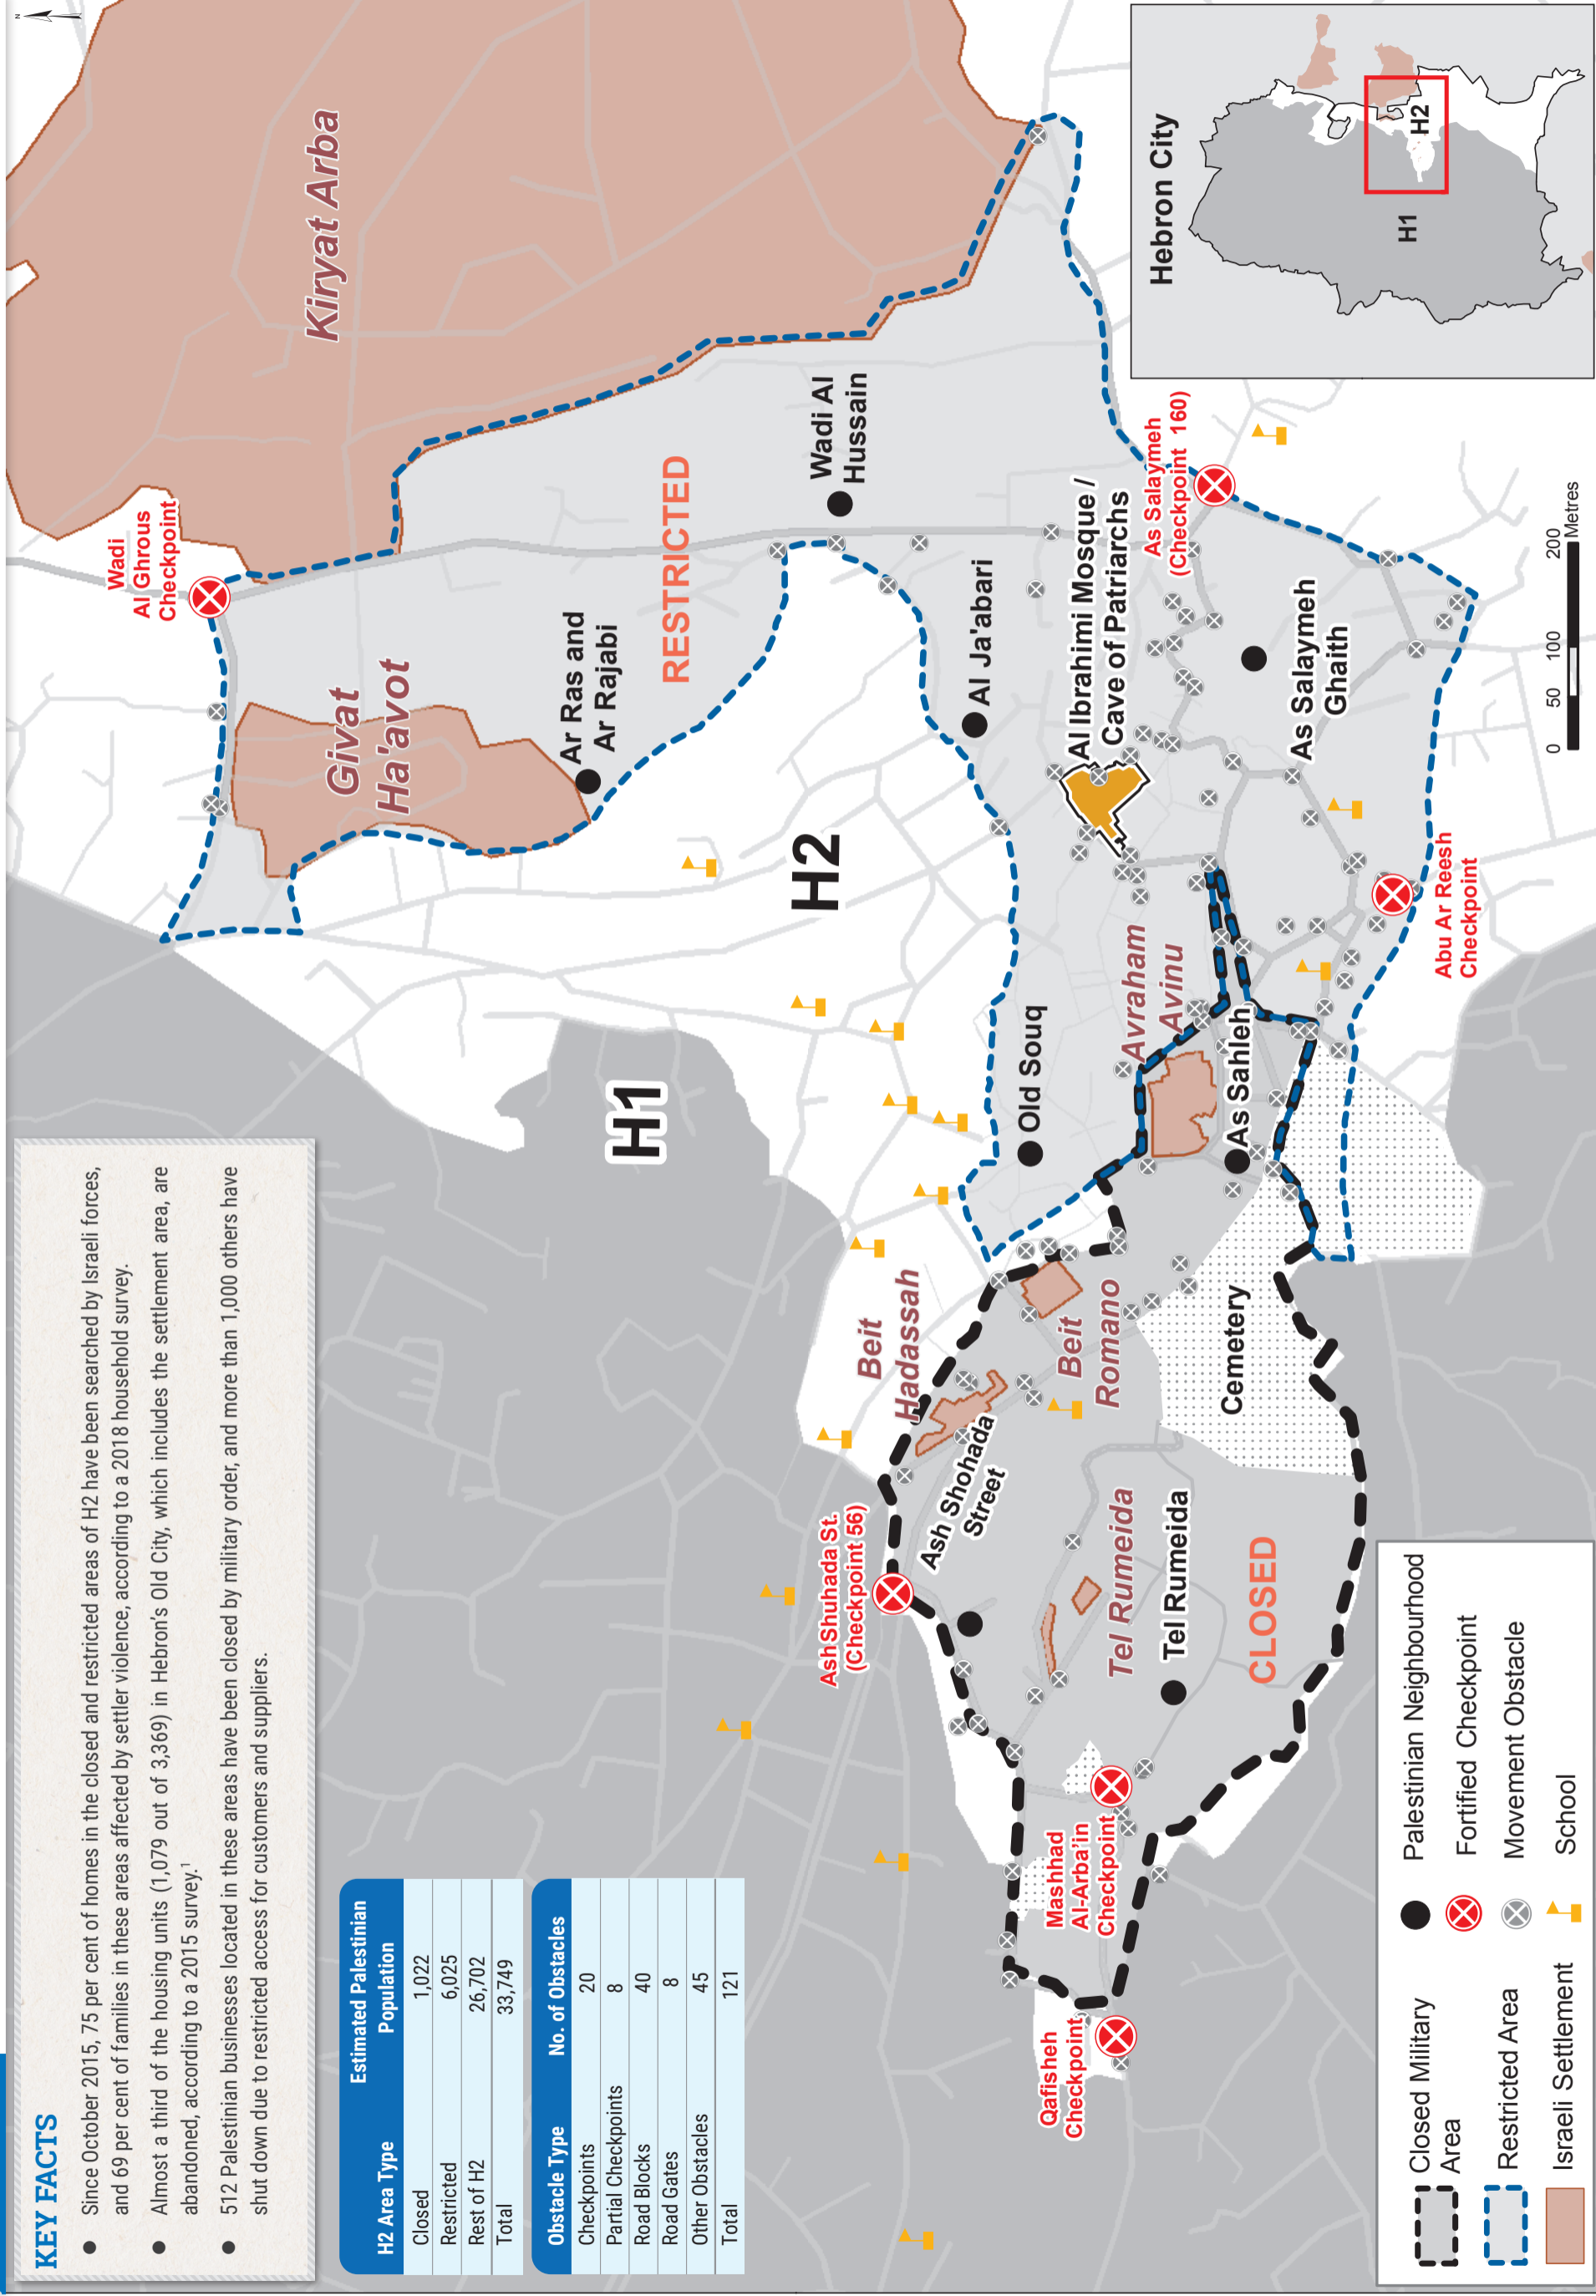 KEY FACTS
● Since October 2015, 75 per cent of homes in the closed and restricted areas of H2 have been searched by Israeli forces,
and 69 per cent of families in these areas affected by settler violence, according to a 2018 household survey.
● Almost a third of the housing units (1,079 out of 3,369) in Hebron's Old City, which includes the settlement area, are
abandoned, according to a 2015 survey.¹
● 512 Palestinian businesses located in these areas have been closed by military order, and more than 1,000 others have
shut down due to restricted access for customers and suppliers.
H2 Area Type Estimated Palestinian Population
Closed 1,022
Restricted 6,025
Rest of H2 26,702
Total 33,749
Obstacle Type No. of Obstacles
Checkpoints 20
Partial Checkpoints 8
Road Blocks 40
Road Gates 8
Other Obstacles 45
Total 121
N
Kiryat Arba
Wadi
Al Ghrous
Checkpoint
Givat
Ha'avot
Ar Ras and
Ar Rajabi
RESTRICTED
Wadi Al
Hussain
H1
H2
Al Ja'abari
Old Souq
Al Ibrahimi Mosque /
Cave of Patriarchs
As Salaymeh
(Checkpoint 160)
As Salaymeh
Ghaith
Abu Ar Reesh
Checkpoint
Avraham
Avinu
As Sahleh
Beit
Hadassah
Beit
Romano
Cemetery
Ash Shuhada St.
(Checkpoint 56)
Ash Shohada
Street
Tel Rumeida
Tel Rumeida
CLOSED
Mashhad
Al-Arba'in
Checkpoint
Qafisheh
Checkpoint
Closed Military
Area
Restricted Area
Israeli Settlement
Palestinian Neighbourhood
Fortified Checkpoint
Movement Obstacle
School
0 50 100 200
Metres
Hebron City
H1
H2